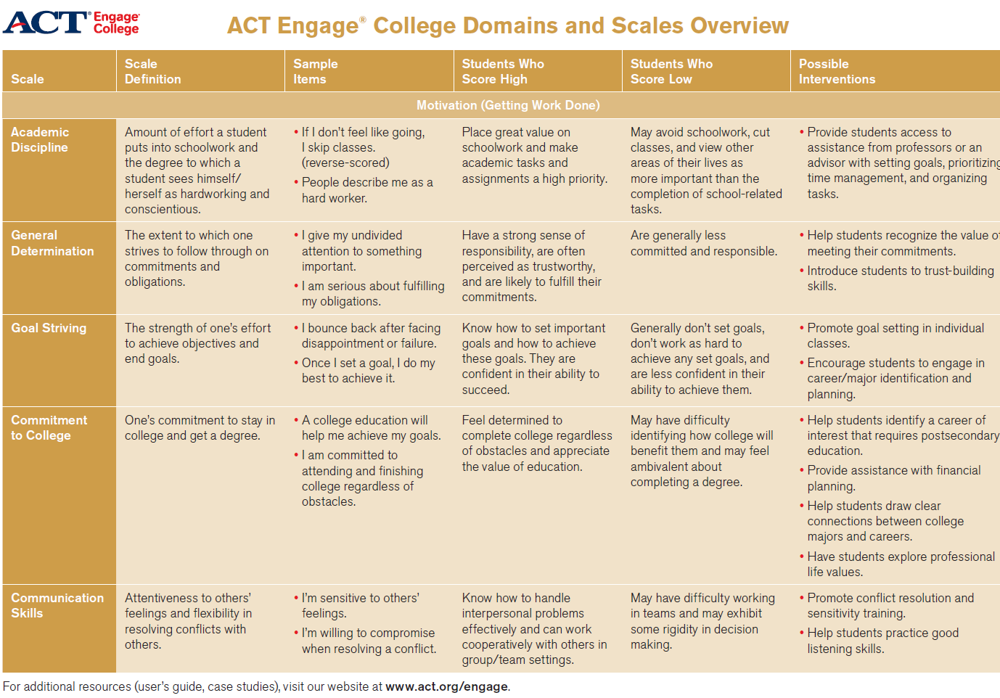 ACT® Engage®
College
ACT Engage® College Domains and Scales Overview
Scale
Scale
Definition
Sample
Items
Students Who
Score High
Students Who
Score Low
Possible
Interventions
Motivation (Getting Work Done)
Academic
Discipline
Amount of effort a student
puts into schoolwork and
the degree to which a
student sees himself/
herself as hardworking and
conscientious.
• If I don’t feel like going,
I skip classes.
(reverse-scored)
• People describe me as a
hard worker.
Place great value on
schoolwork and make
academic tasks and
assignments a high priority.
May avoid schoolwork, cut
classes, and view other
areas of their lives as
more important than the
completion of school-related
tasks.
• Provide students access to
assistance from professors or an
advisor with setting goals, prioritizing
time management, and organizing
tasks.
General
Determination
The extent to which one
strives to follow through on
commitments and
obligations.
• I give my undivided
attention to something
important.
• I am serious about fulfilling
my obligations.
Have a strong sense of
responsibility, are often
perceived as trustworthy,
and are likely to fulfill their
commitments.
Are generally less
committed and responsible.
• Help students recognize the value of
meeting their commitments.
• Introduce students to trust-building
skills.
Goal Striving
The strength of one’s effort
to achieve objectives and
end goals.
• I bounce back after facing
disappointment or failure.
• Once I set a goal, I do my
best to achieve it.
Know how to set important
goals and how to achieve
these goals. They are
confident in their ability to
succeed.
Generally don’t set goals,
don’t work as hard to
achieve any set goals, and
are less confident in their
ability to achieve them.
• Promote goal setting in individual
classes.
• Encourage students to engage in
career/major identification and
planning.
Commitment
to College
One’s commitment to stay in
college and get a degree.
• A college education will
help me achieve my goals.
• I am committed to
attending and finishing
college regardless of
obstacles.
Feel determined to
complete college regardless
of obstacles and appreciate
the value of education.
May have difficulty
identifying how college will
benefit them and may feel
ambivalent about
completing a degree.
• Help students identify a career of
interest that requires postsecondary
education.
• Provide assistance with financial
planning.
• Help students draw clear
connections between college
majors and careers.
• Have students explore professional
life values.
Communication
Skills
Attentiveness to others’
feelings and flexibility in
resolving conflicts with
others.
• I’m sensitive to others’
feelings.
• I’m willing to compromise
when resolving a conflict.
Know how to handle
interpersonal problems
effectively and can work
cooperatively with others in
group/team settings.
May have difficulty working
in teams and may exhibit
some rigidity in decision
making.
• Promote conflict resolution and
sensitivity training.
• Help students practice good
listening skills.
For additional resources (user’s guide, case studies), visit our website at www.act.org/engage.